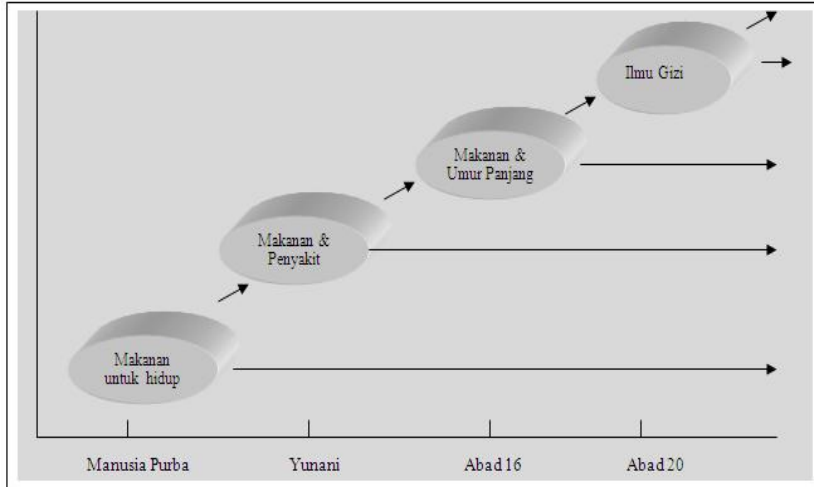 Ilmu Gizi
Makanan &
Umur Panjang
Makanan &
Penyakit
Makanan
untuk hidup
Manusia Purba
Yunani
Abad 16
Abad 20